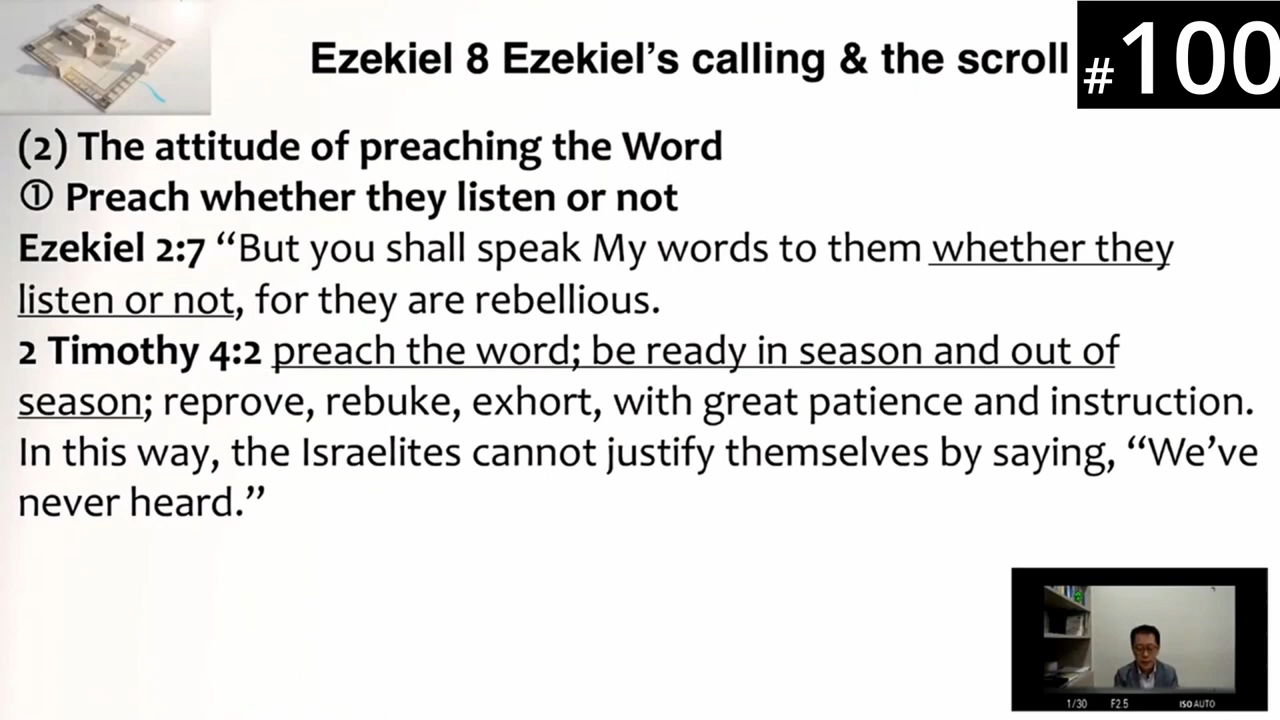 Ezekiel 8 Ezekiel’s calling & the scroll
#100
(2) The attitude of preaching the Word
① Preach whether they listen or not
Ezekiel 2:7 “But you shall speak My words to them whether they
listen or not, for they are rebellious.
2 Timothy 4:2 preach the word; be ready in season and out of
season; reprove, rebuke, exhort, with great patience and instruction.
In this way, the Israelites cannot justify themselves by saying, “We’ve
never heard.”
1/30 F2.5 ISO AUTO